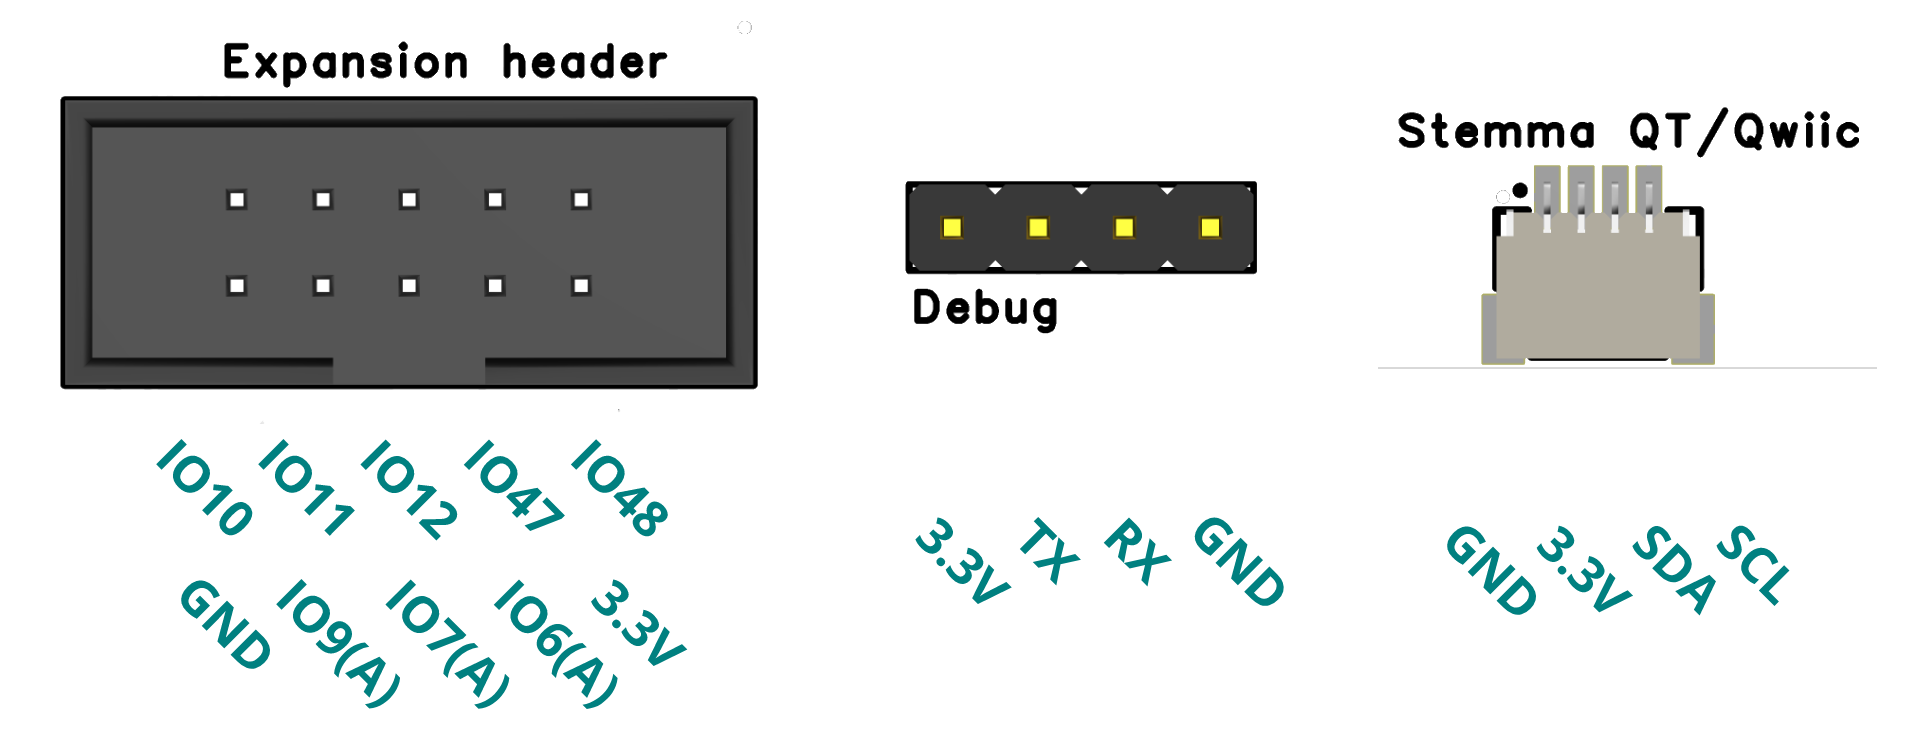 Expansion header
Debug
Stemma QT/Qwiic
IO10 IO11 IO12 IO47 IO48
GND IO9(A) IO7(A) IO6(A) 3.3V
3.3V TX RX GND
GND 3.3V SDA SCL